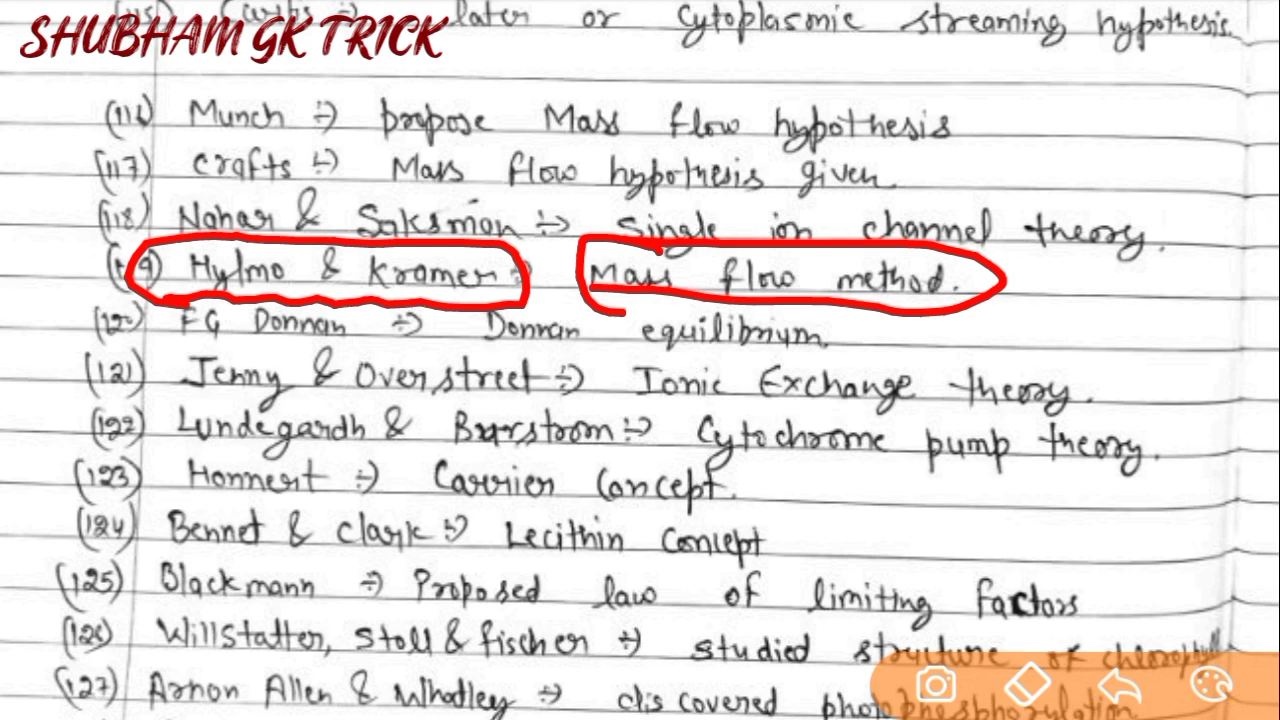 later or Cytoplasmic streaming hypothesis.
SHUBHAM GK TRICK
(116) Munch ÷) propose Mass flow hypothesis
(117) Crafts ÷) Mass flow hypothesis given.
(118) Nahar & Saksmon ÷) Single ion channel theory.
Hylmo & Kramer Mass flow method.
(120) FG Donnan ÷) Donnan equilibrium.
(121) Jenny & Overstreet ÷) Ionic Exchange theory.
(122) Lundegardh & Burstrom ÷) Cytochrome pump theory.
(123) Honnert ÷) Carrier Concept.
(124) Bennet & Clark ÷) Lecithin Concept
(125) Blackmann ÷) Proposed law of limiting factors
(126) Willstatter, Stoll & fischer ÷) studied structure of chlorophyll
(127) Arnon Allen & Whatley ÷) discovered photophosphorylation